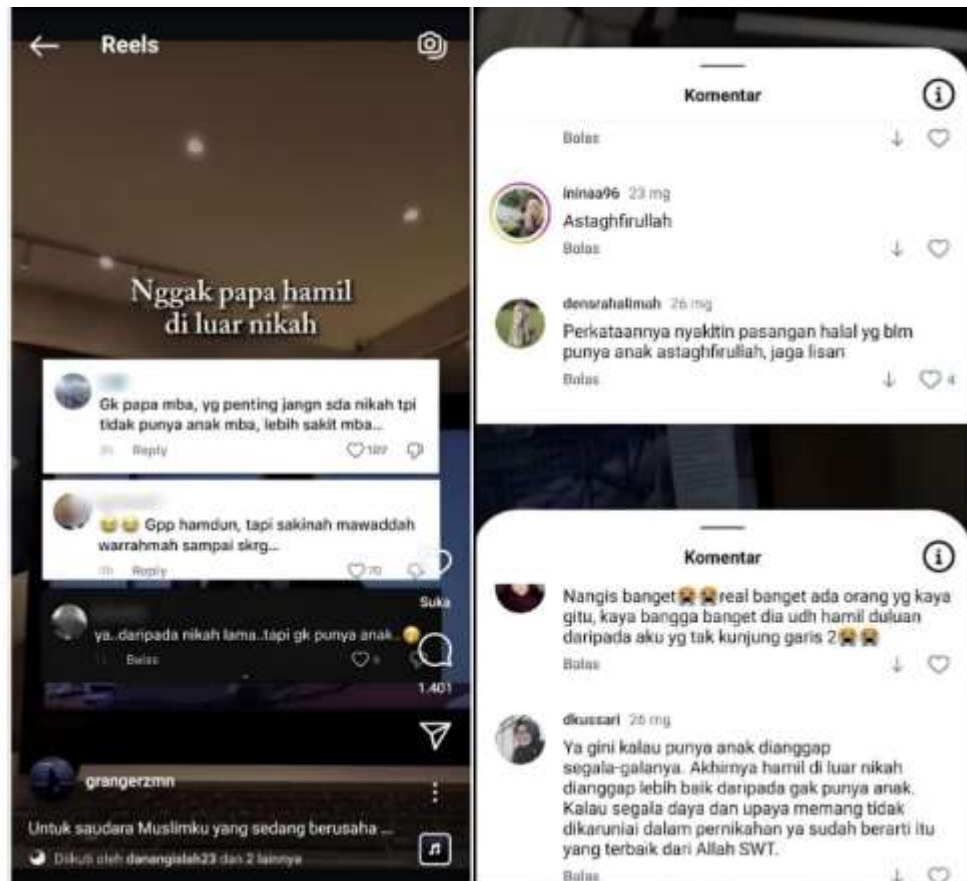 Reels
Nggak papa hamil
di luar nikah
Gk papa mba, yg penting jangn sda nikah tpi
tidak punya anak mba, lebih sakit mba...
Reply
😭😭 Gpp hamdun, tapi sakinah mawaddah
warrahmah sampai skrg...
Reply
70
Suka
ya..daripada nikah lama..tapi gk punya anak..
Balas
1.401
grangerzmn
Untuk saudara Muslimku yang sedang berusaha ...
Diikuti oleh danangislah23 dan 2 lainnya
Komentar
Balas
ininaa96 23 mg
Astaghfirullah
Balas
densrahalimah 26 mg
Perkataannya nyakitin pasangan halal yg blm
punya anak astaghfirullah, jaga lisan
Balas
4
Komentar
Nangis banget😭😭real banget ada orang yg kaya
gitu, kaya bangga banget dia udh hamil duluan
daripada aku yg tak kunjung garis 2😭😭
Balas
dkussari 26 mg
Ya gini kalau punya anak dianggap
segala-galanya. Akhirnya hamil di luar nikah
dianggap lebih baik daripada gak punya anak.
Kalau segala daya dan upaya memang tidak
dikaruniai dalam pernikahan ya sudah berarti itu
yang terbaik dari Allah SWT.
Balas